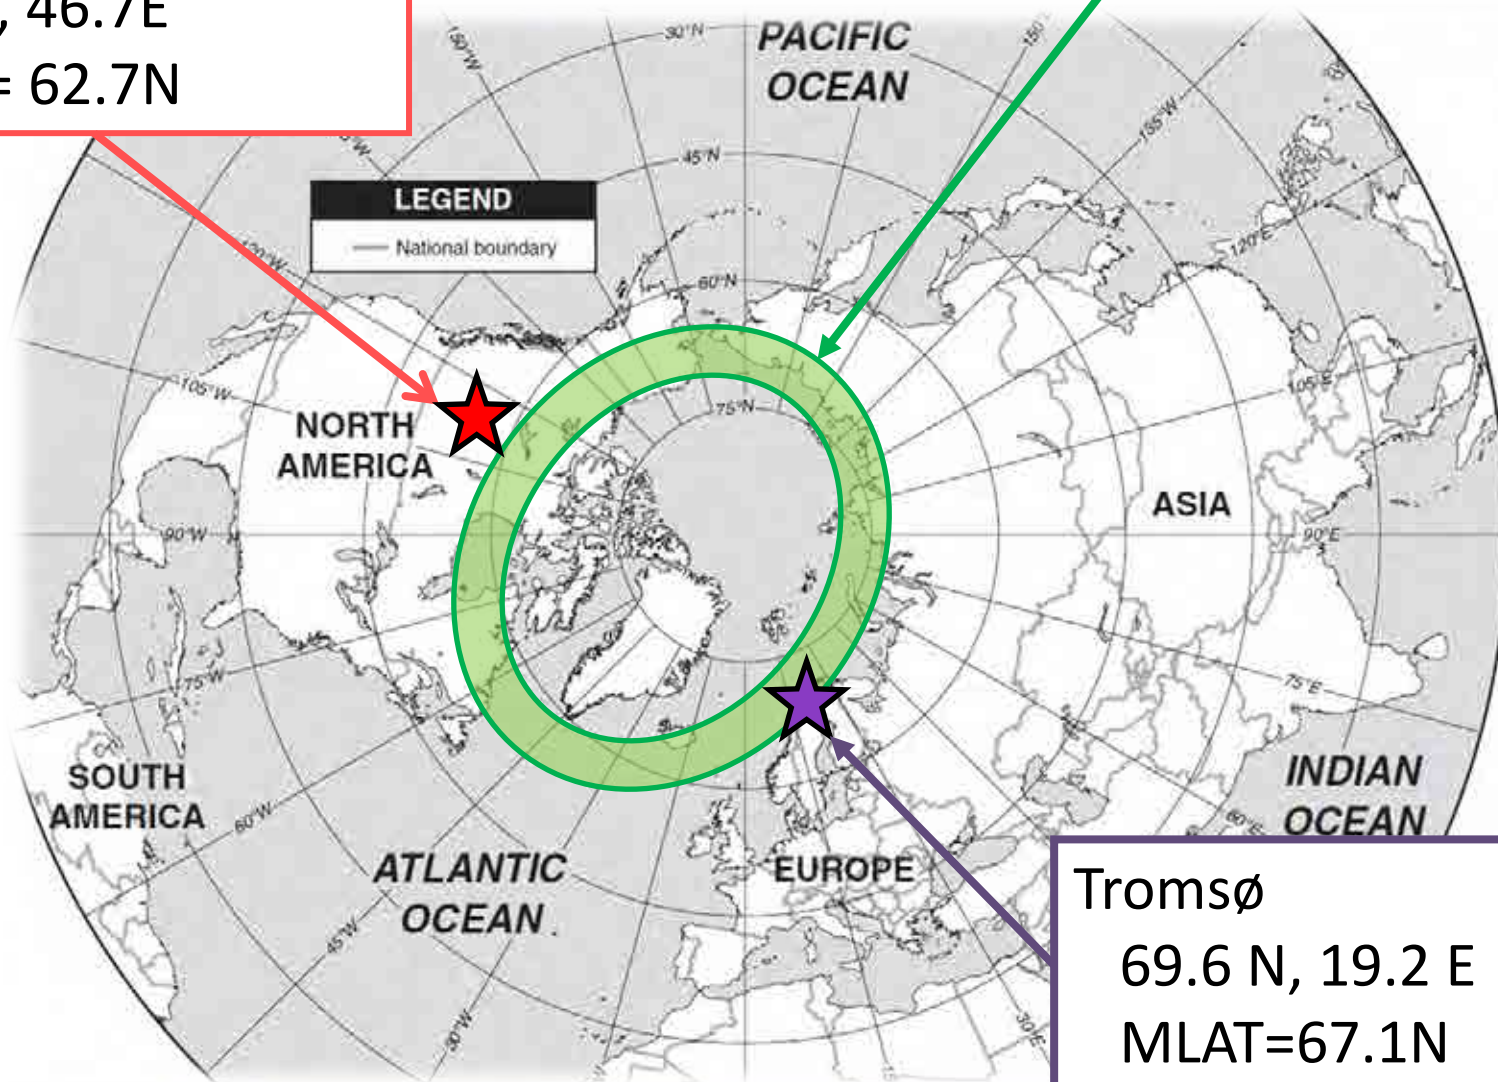 , 46.7E
= 62.7N
150°W
30°N
PACIFIC
OCEAN
150°
135°W
45°N
LEGEND
National boundary
120°W
120°E
60°N
105°W
75°N
105°E
NORTH
AMERICA
ASIA
90°W
90°E
75°W
75°E
SOUTH
AMERICA
INDIAN
OCEAN
60°W
60°E
ATLANTIC
OCEAN
EUROPE
45°W
30°W
30°E
Tromsø
69.6 N, 19.2 E
MLAT=67.1N